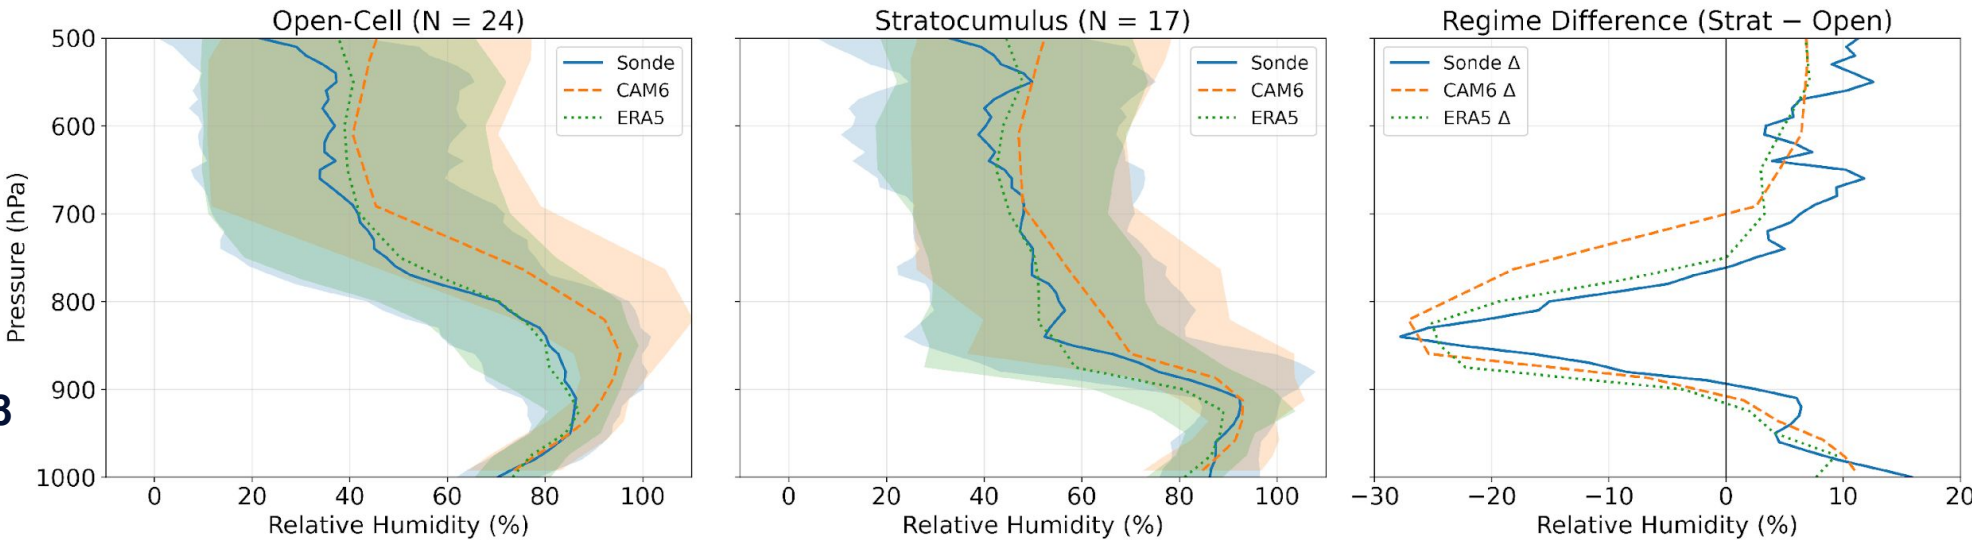 Open-Cell (N = 24)
Stratocumulus (N = 17)
Regime Difference (Strat − Open)
Sonde
CAM6
ERA5
Sonde
CAM6
ERA5
Sonde Δ
CAM6 Δ
ERA5 Δ
Pressure (hPa)
500
600
700
800
900
1000
3
0 20 40 60 80 100
0 20 40 60 80 100
−30 −20 −10 0 10 20
Relative Humidity (%)
Relative Humidity (%)
Relative Humidity (%)